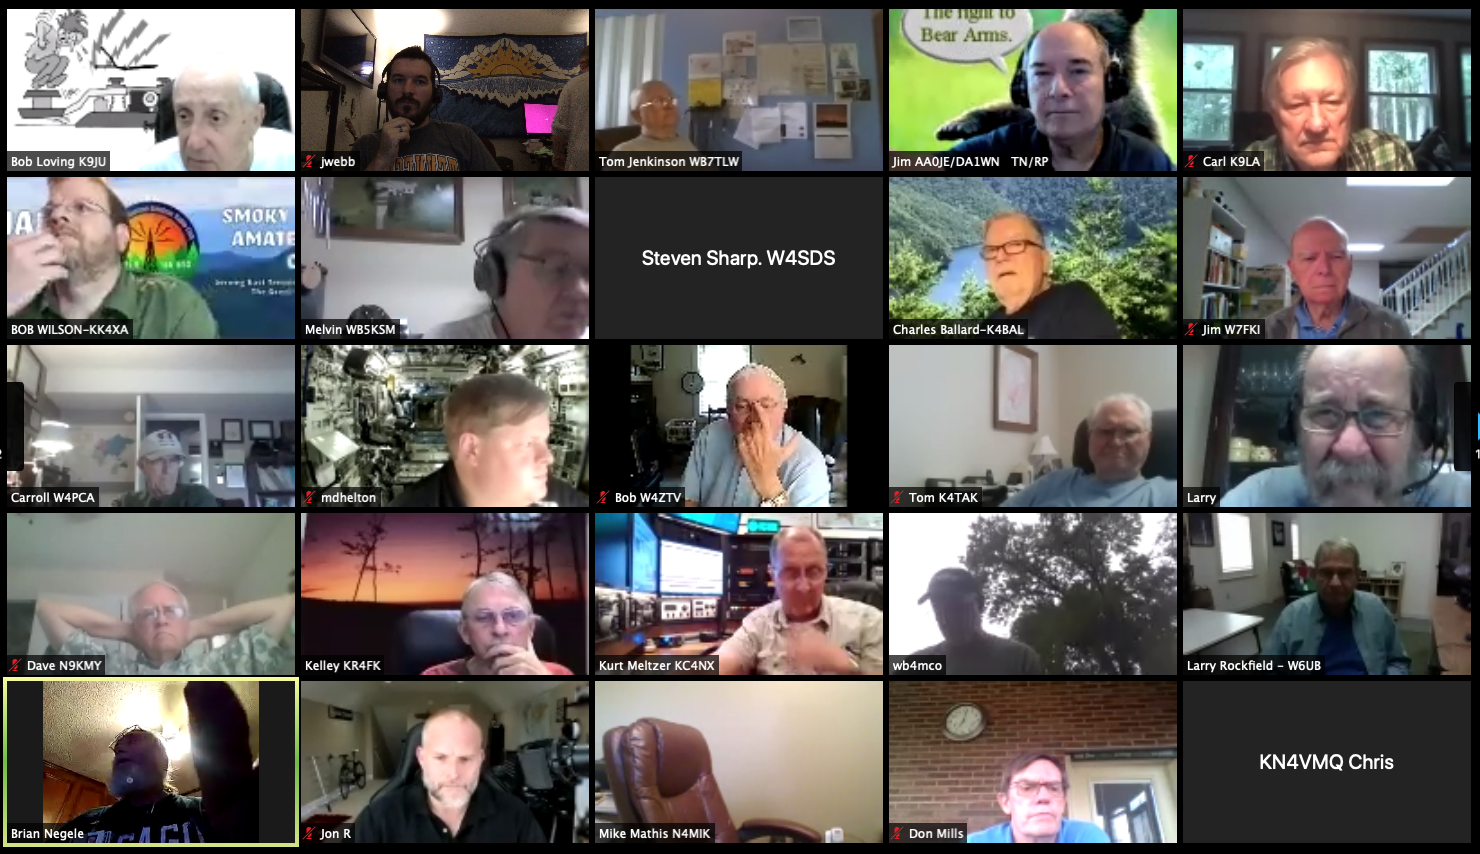 The right to
Bear Arms.
Bob Loving K9JU
jwebb
Tom Jenkinson WB7TLW
Jim AA0JE/DA1WN TN/RP
Carl K9LA
SMOKY
AMATE
BOB WILSON-KK4XA
Melvin WB5KSM
Steven Sharp. W4SDS
Charles Ballard-K4BAL
Jim W7FKI
Carroll W4PCA
mdhelton
Bob W4ZTV
Tom K4TAK
Larry
Dave N9KMY
Kelley KR4FK
Kurt Meltzer KC4NX
wb4mco
Larry Rockfield - W6UB
Brian Negele
Jon R
Mike Mathis N4MIK
Don Mills
KN4VMQ Chris